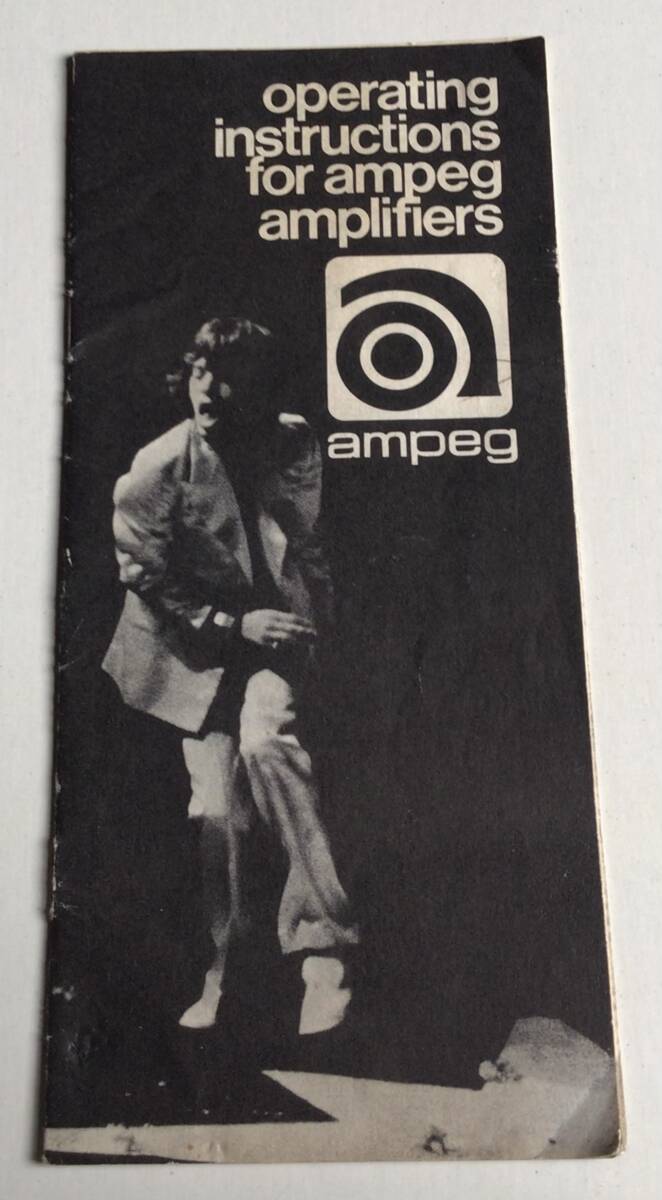 operating
instructions
for ampeg
amplifiers
a
ampeg